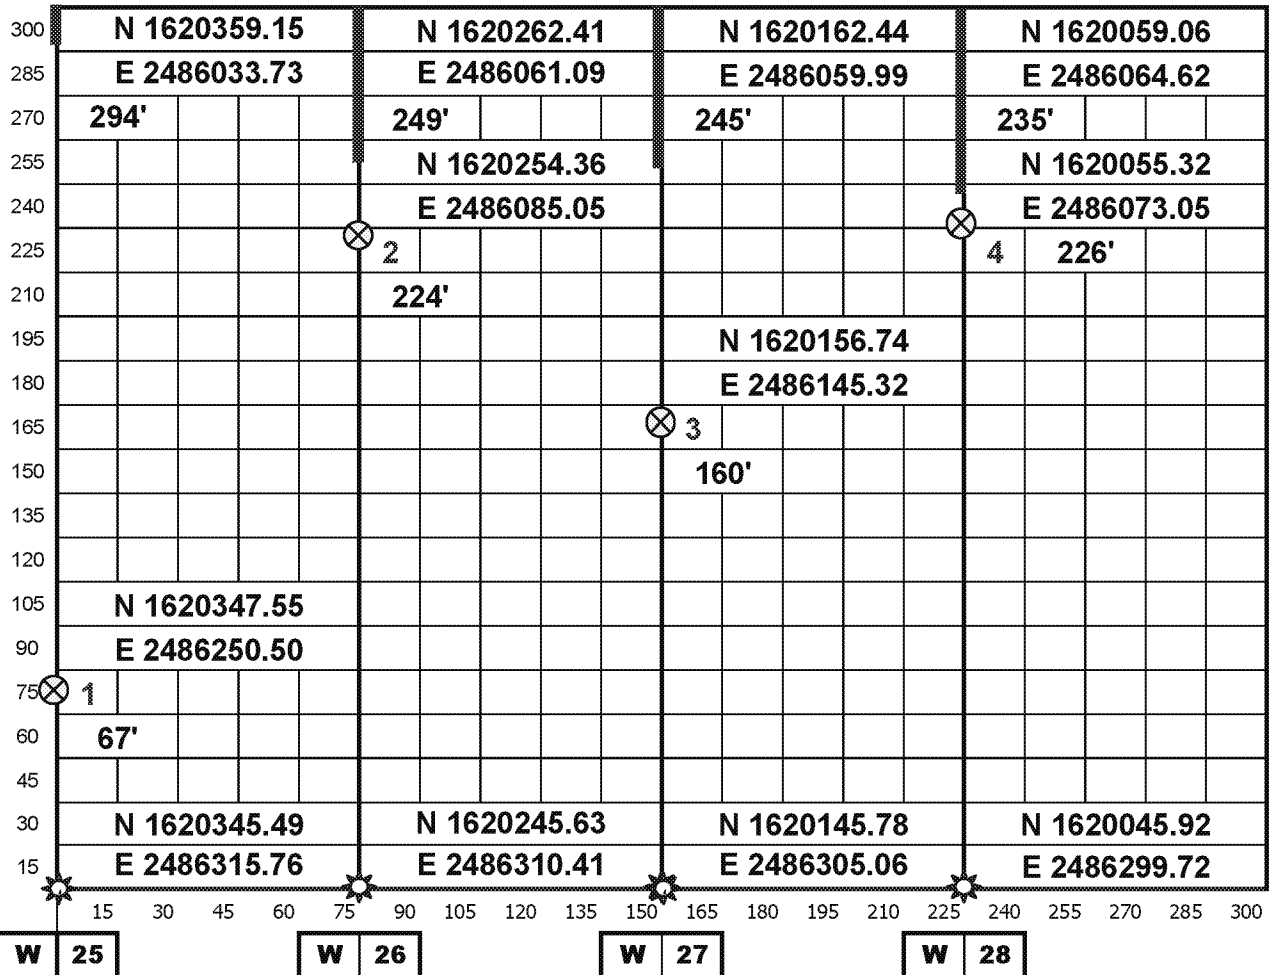 300 N 1620359.15 N 1620262.41 N 1620162.44 N 1620059.06
285 E 2486033.73 E 2486061.09 E 2486059.99 E 2486064.62
270 294' 249' 245' 235'
255 N 1620254.36 N 1620055.32
240 E 2486085.05 E 2486073.05
225 2 4 226'
210 224'
195 N 1620156.74
180 E 2486145.32
165 3
150 160'
135
120
105 N 1620347.55
90 E 2486250.50
75 1
60 67'
45
30 N 1620345.49 N 1620245.63 N 1620145.78 N 1620045.92
15 E 2486315.76 E 2486310.41 E 2486305.06 E 2486299.72
15 30 45 60 75 90 105 120 135 150 165 180 195 210 225 240 255 270 285 300
W 25 W 26 W 27 W 28